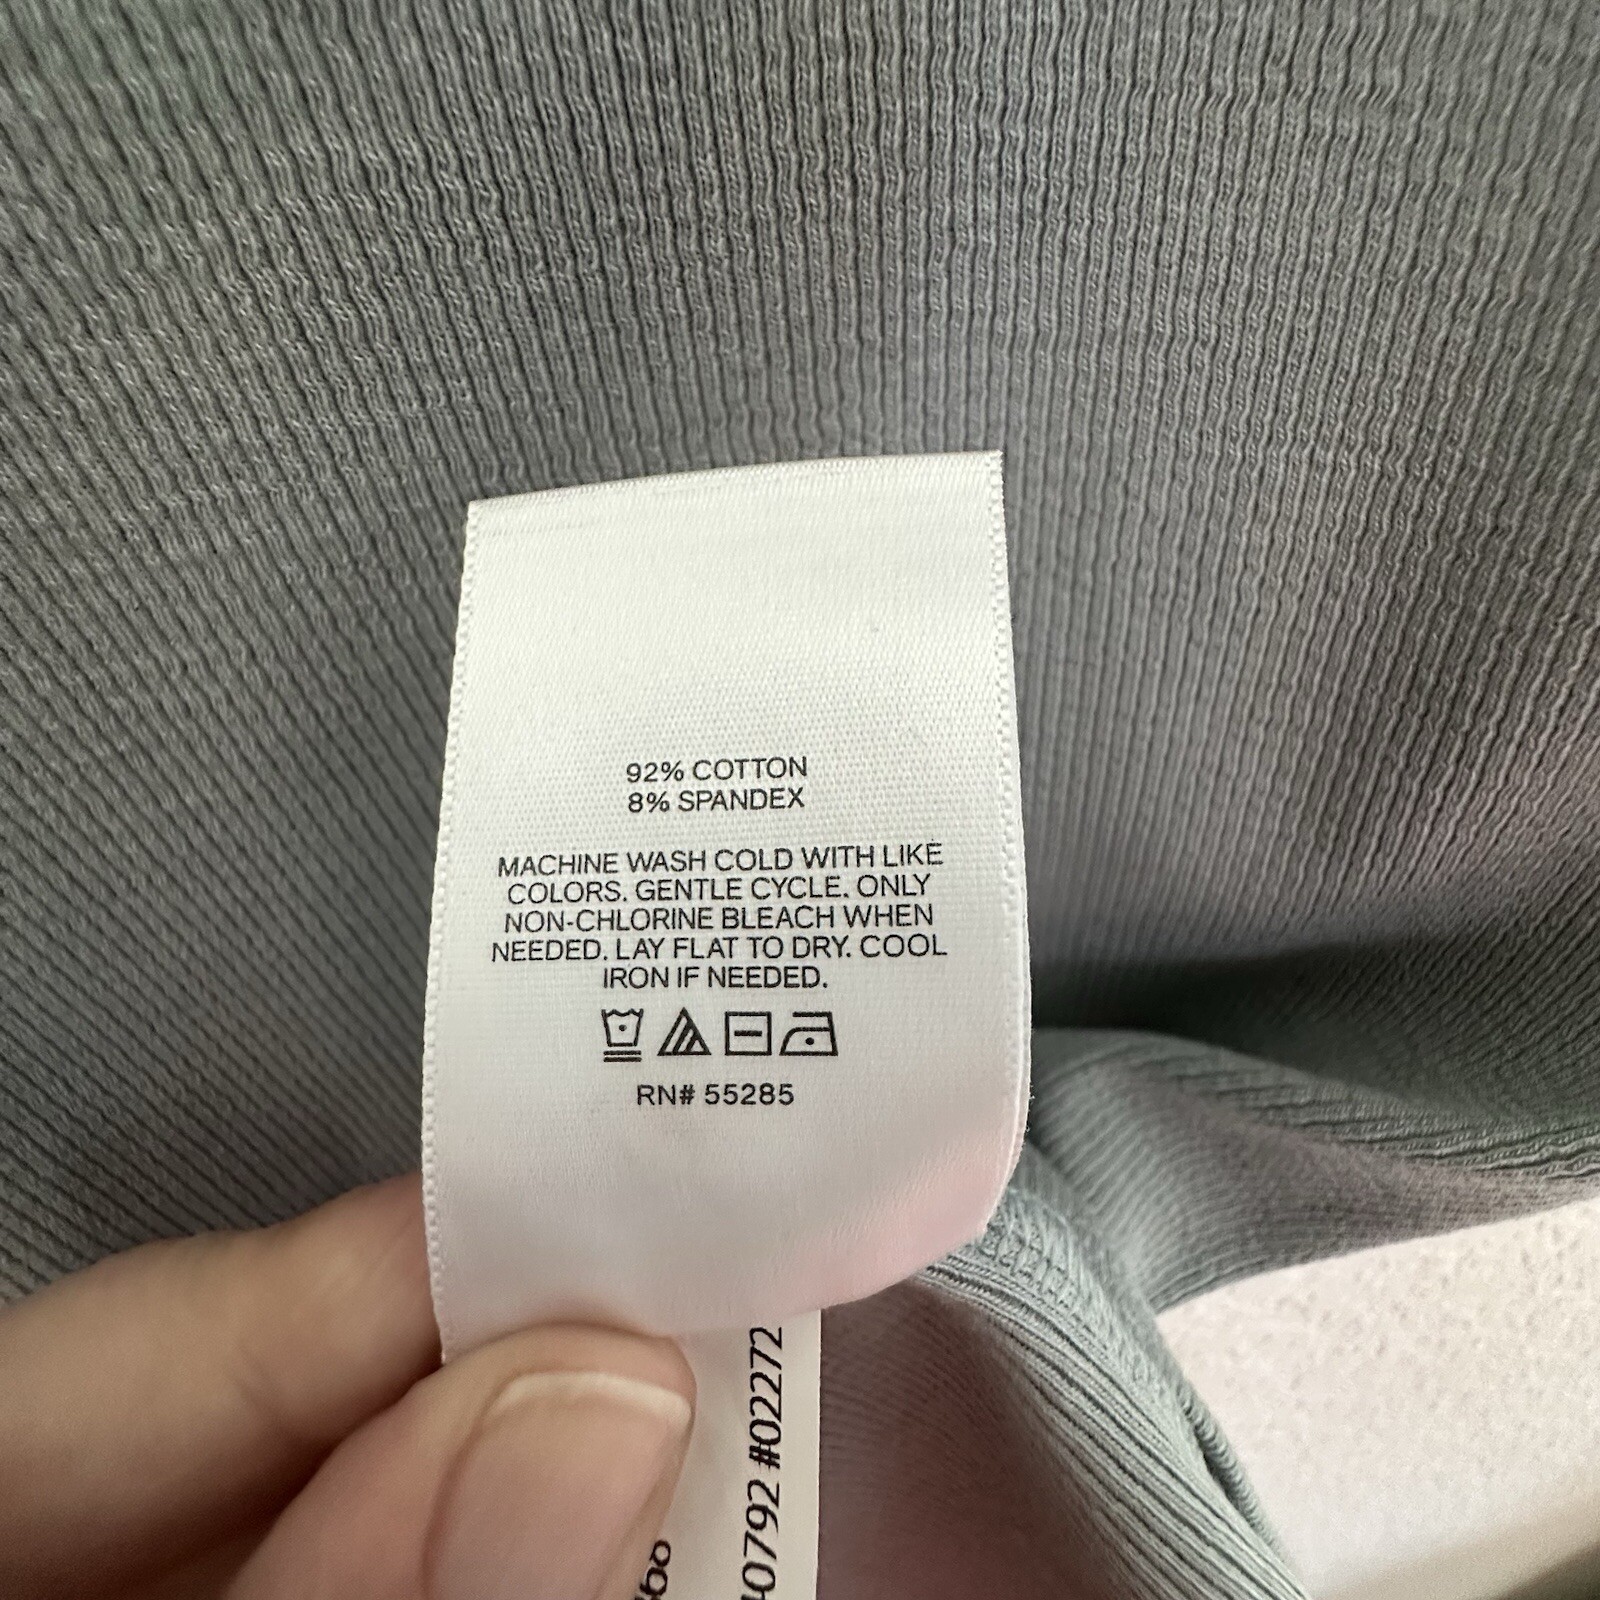 92% COTTON
8% SPANDEX
MACHINE WASH COLD WITH LIKE
COLORS. GENTLE CYCLE. ONLY
NON-CHLORINE BLEACH WHEN
NEEDED. LAY FLAT TO DRY. COOL
IRON IF NEEDED.
RN# 55285
#02272